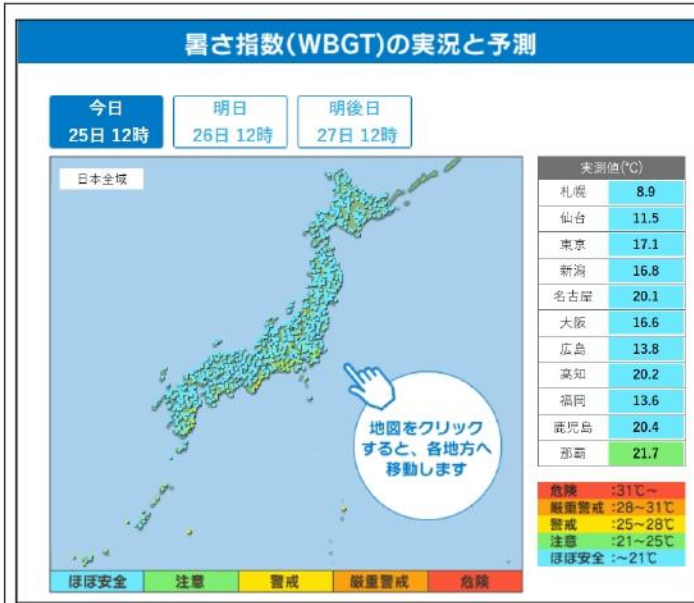 暑さ指数(WBGT)の実況と予測
今日
25日 12時
明日
26日 12時
明後日
27日 12時
日本全域
地図をクリック
すると、各地方へ
移動します
ほぼ安全 注意 警戒 厳重警戒 危険
実測値(℃)
札幌 8.9
仙台 11.5
東京 17.1
新潟 16.8
名古屋 20.1
大阪 16.6
広島 13.8
高知 20.2
福岡 13.6
鹿児島 20.4
那覇 21.7
危険 :31℃~
厳重警戒 :28~31℃
警戒 :25~28℃
注意 :21~25℃
ほぼ安全 :~21℃